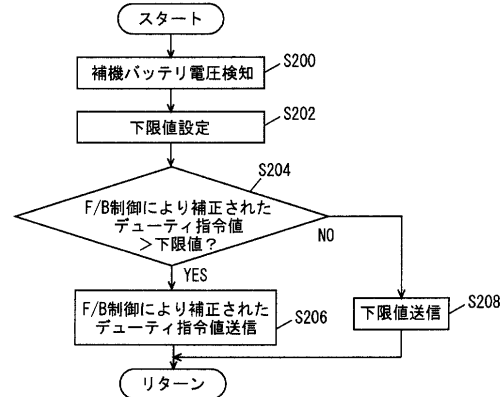 スタート
補機バッテリ電圧検知
S200
下限値設定
S202
S204
F/B制御により補正された
デューティ指令値
>下限値?
NO
YES
F/B制御により補正された
デューティ指令値送信
S206
下限値送信
S208
リターン